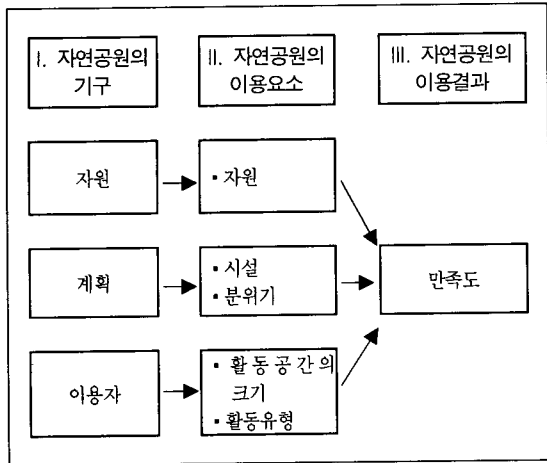 I. 자연공원의
기구
II. 자연공원의
이용요소
III. 자연공원의
이용결과
자원
▪ 자원
계획
▪ 시설
▪ 분위기
만족도
이용자
▪ 활동공간의
크기
▪ 활동유형